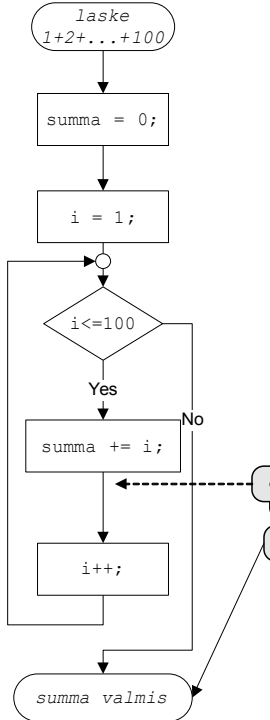 laske
1+2+...+100
summa = 0;
i = 1;
i<=100
Yes
No
summa += i;
i++;
summa valmis